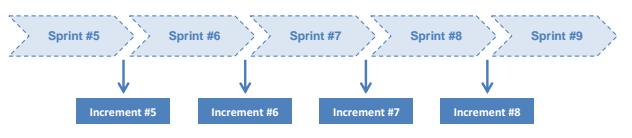 Sprint #5
Sprint #6
Sprint #7
Sprint #8
Sprint #9
Increment #5
Increment #6
Increment #7
Increment #8